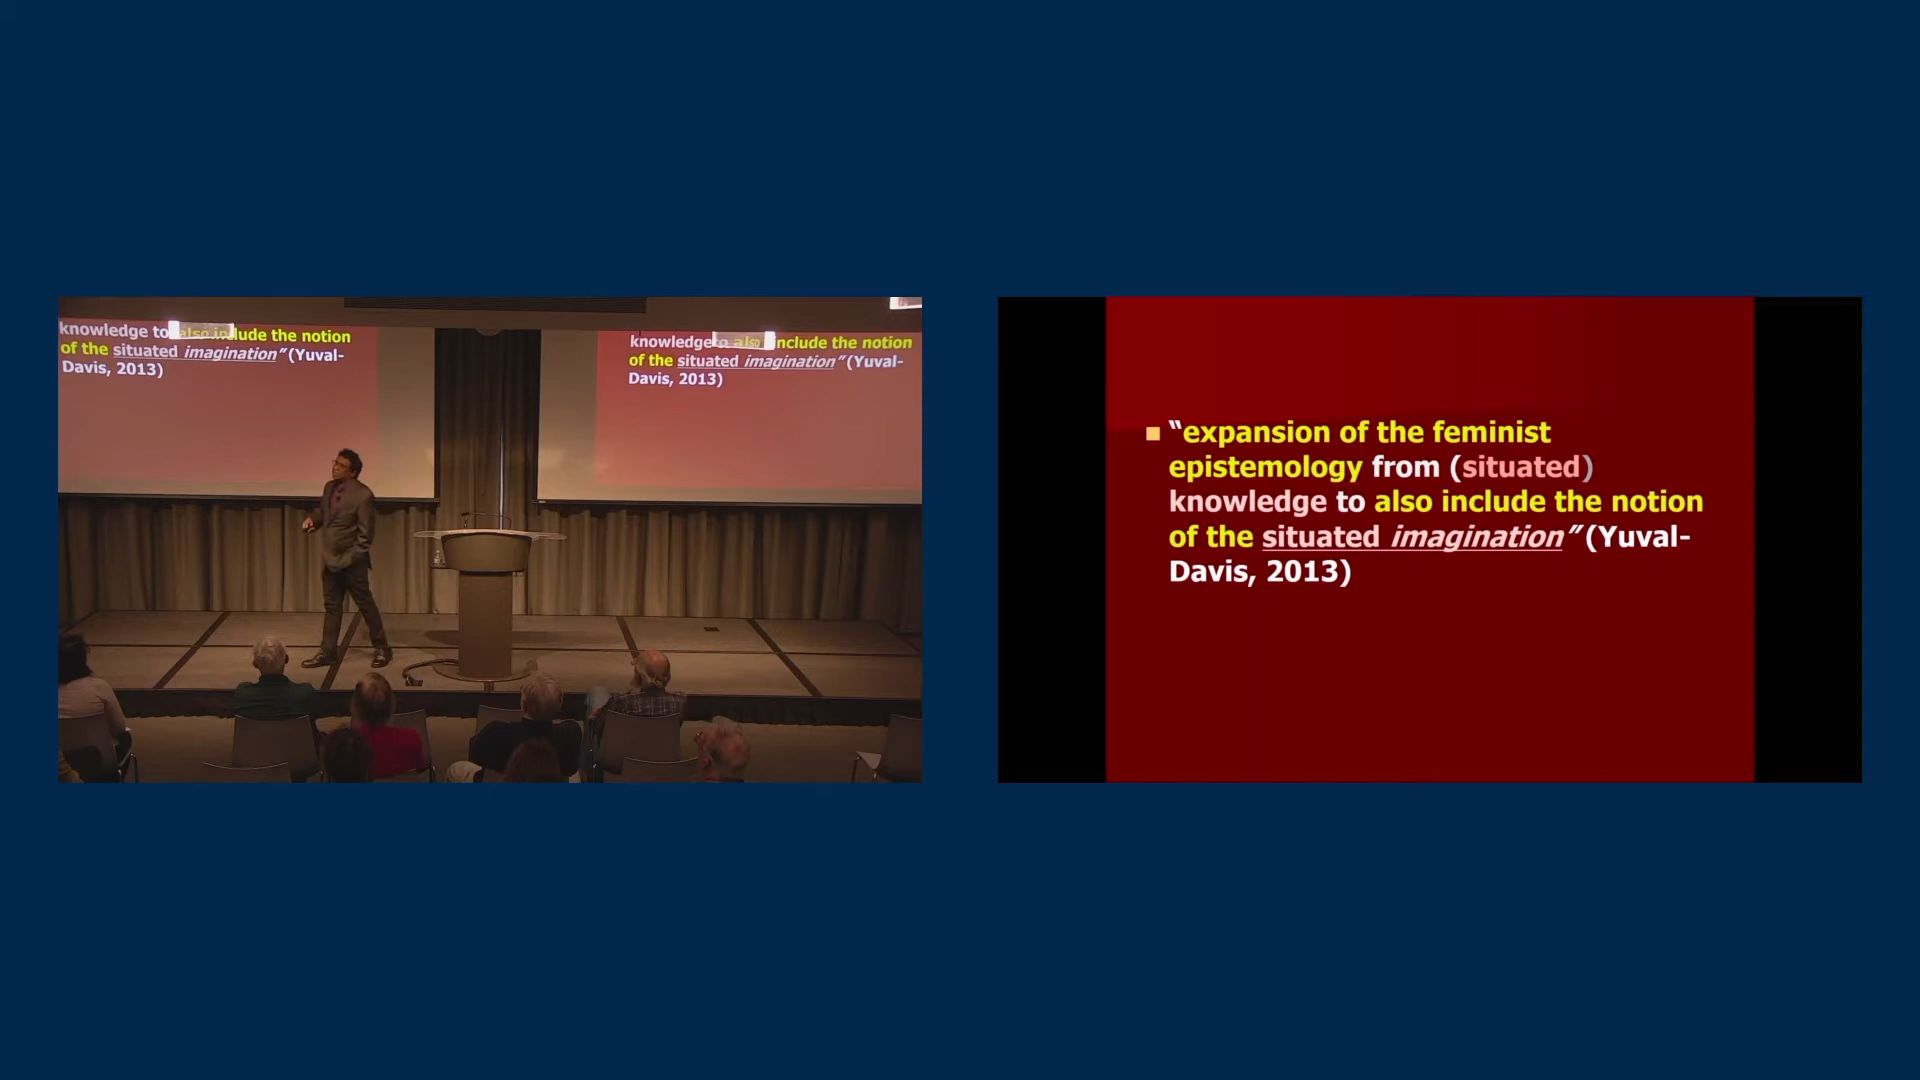 knowledge to also include the notion
of the situated imagination” (Yuval-
Davis, 2013)
knowledge to also include the notion
of the situated imagination” (Yuval-
Davis, 2013)
■ “expansion of the feminist
epistemology from (situated)
knowledge to also include the notion
of the situated imagination” (Yuval-
Davis, 2013)